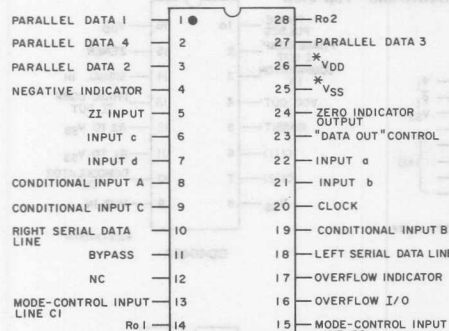 PARALLEL DATA 1 1 28 Ro2
PARALLEL DATA 4 2 27 PARALLEL DATA 3
PARALLEL DATA 2 3 26 *VDD
NEGATIVE INDICATOR 4 25 *VSS
ZI INPUT 5 24 ZERO INDICATOR OUTPUT
INPUT c 6 23 "DATA OUT" CONTROL
INPUT d 7 22 INPUT a
CONDITIONAL INPUT A 8 21 INPUT b
CONDITIONAL INPUT C 9 20 CLOCK
RIGHT SERIAL DATA LINE 10 19 CONDITIONAL INPUT B
BYPASS 11 18 LEFT SERIAL DATA LINE
NC 12 17 OVERFLOW INDICATOR
MODE-CONTROL INPUT LINE C1 13 16 OVERFLOW I/O
Ro1 14 15 MODE-CONTROL INPUT